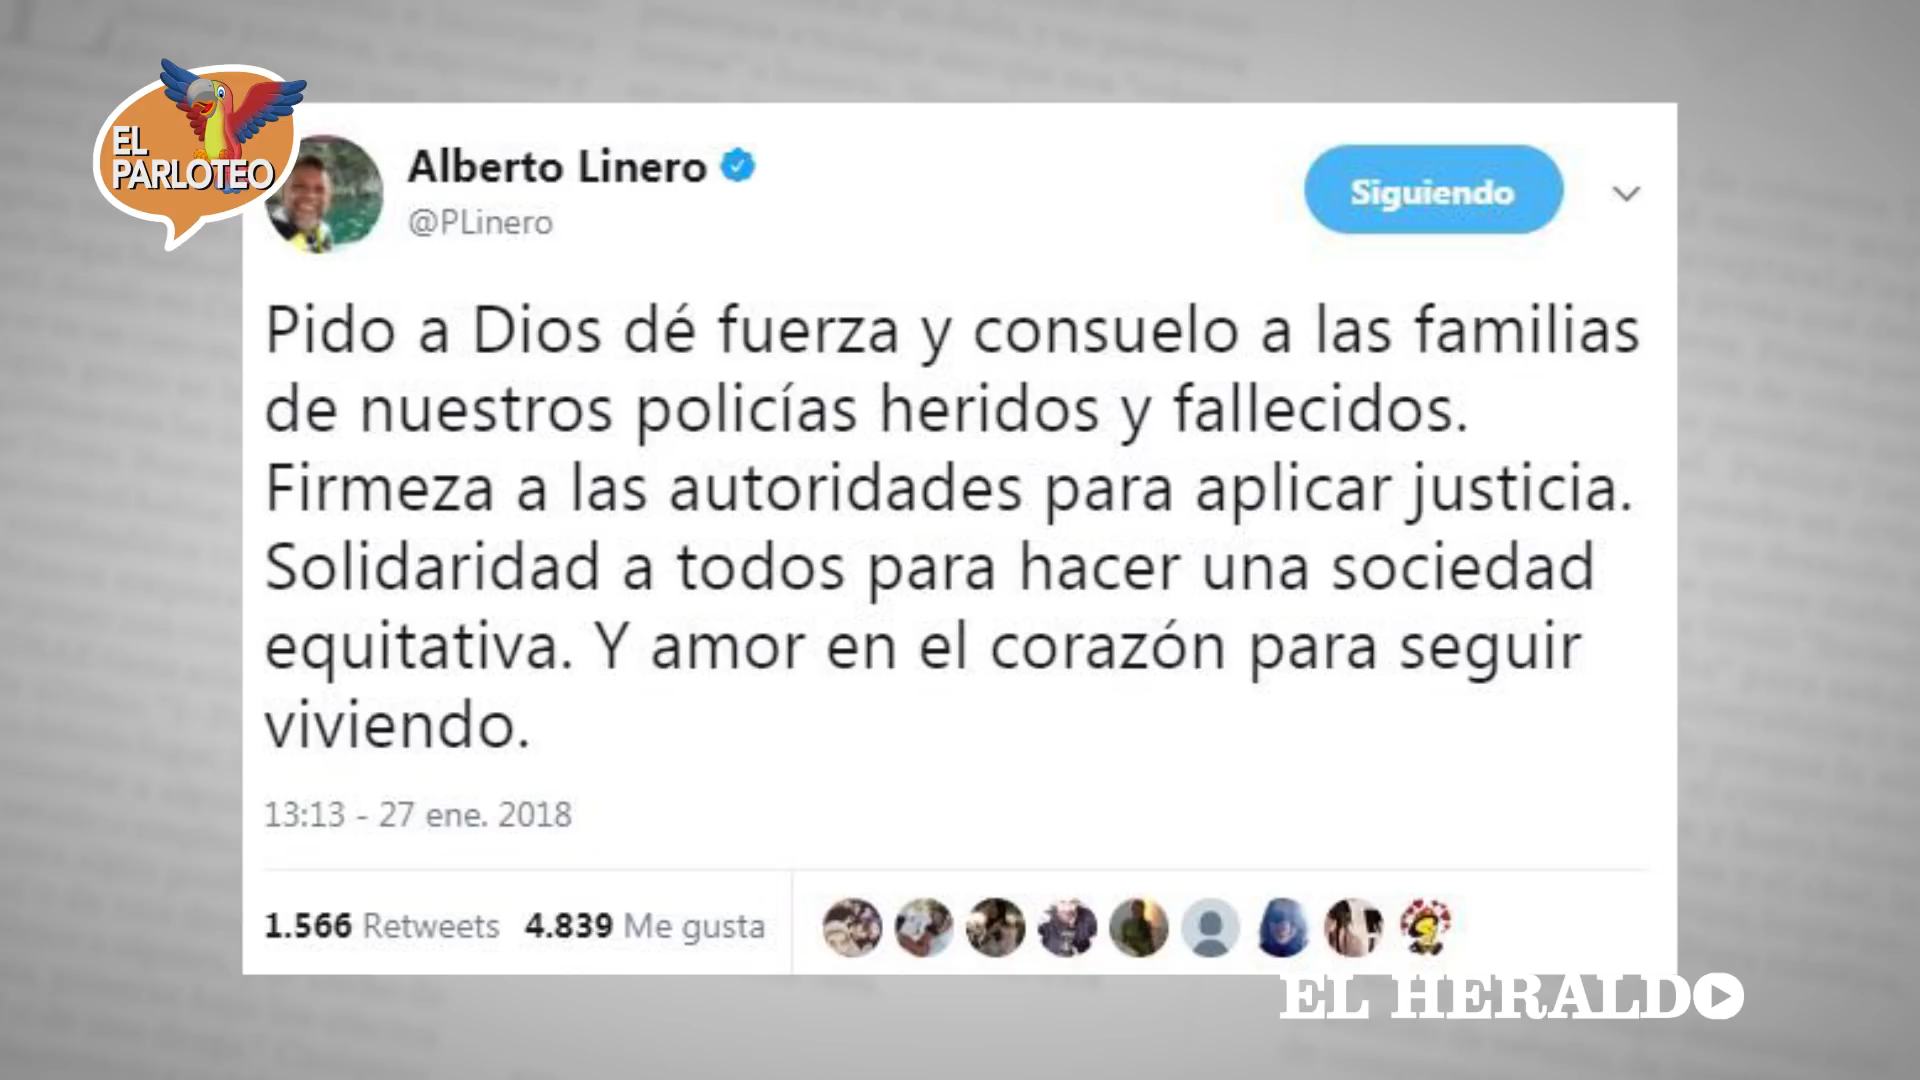 EL
PARLOTEO
Alberto Linero
@PLinero
Siguiendo
Pido a Dios dé fuerza y consuelo a las familias
de nuestros policías heridos y fallecidos.
Firmeza a las autoridades para aplicar justicia.
Solidaridad a todos para hacer una sociedad
equitativa. Y amor en el corazón para seguir
viviendo.
13:13 - 27 ene. 2018
1.566 Retweets 4.839 Me gusta
EL HERALDO